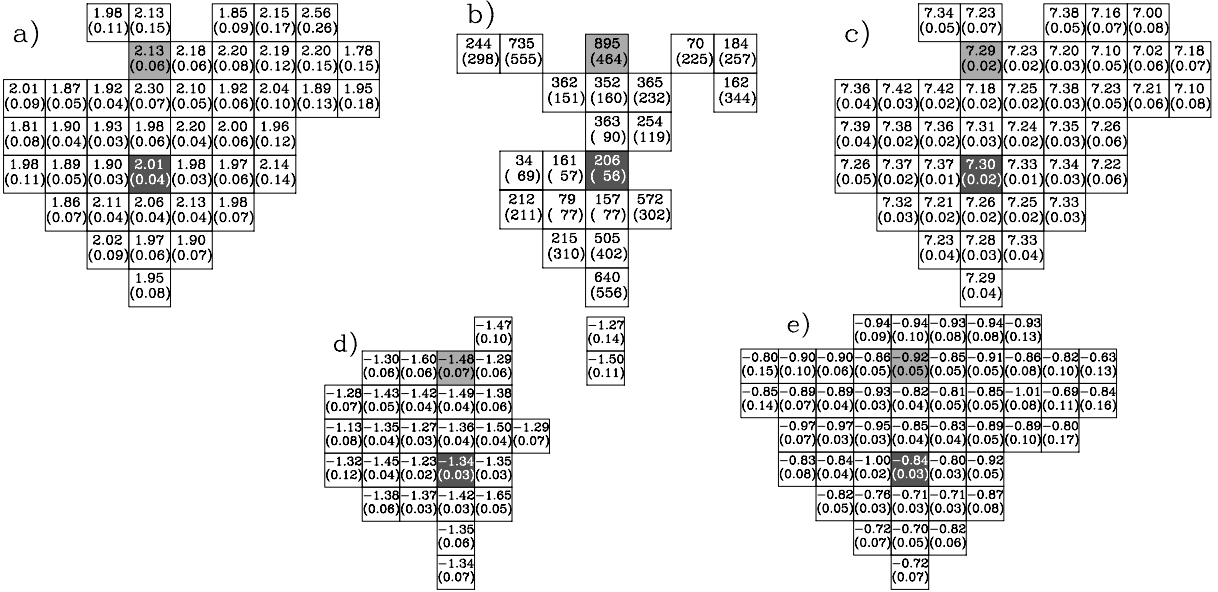 a)
1.98 2.13 1.85 2.15 2.56
(0.11) (0.15) (0.09) (0.17) (0.26)
2.13 2.18 2.20 2.19 2.20 1.78
(0.06) (0.06) (0.08) (0.12) (0.15) (0.15)
2.01 1.87 1.92 2.30 2.10 1.92 2.04 1.89 1.95
(0.09) (0.05) (0.04) (0.07) (0.05) (0.06) (0.10) (0.13) (0.18)
1.81 1.90 1.93 1.98 2.20 2.00 1.96
(0.08) (0.04) (0.03) (0.06) (0.04) (0.06) (0.12)
1.98 1.89 1.90 2.01 1.98 1.97 2.14
(0.11) (0.05) (0.03) (0.04) (0.03) (0.06) (0.14)
1.86 2.11 2.06 2.13 1.98
(0.07) (0.04) (0.04) (0.04) (0.07)
2.02 1.97 1.90
(0.09) (0.06) (0.07)
1.95
(0.08)
b)
244 735 895 70 184
(298) (555) (464) (225) (257)
362 352 365 162
(151) (160) (232) (344)
363 254
( 90) (119)
34 161 206
( 69) ( 57) ( 56)
212 79 157 572
(211) ( 77) ( 77) (302)
215 505
(310) (402)
640
(556)
c)
7.34 7.23 7.38 7.16 7.00
(0.05) (0.07) (0.05) (0.07) (0.08)
7.29 7.23 7.20 7.10 7.02 7.18
(0.02) (0.02) (0.03) (0.05) (0.06) (0.07)
7.36 7.42 7.42 7.18 7.25 7.38 7.23 7.21 7.10
(0.04) (0.03) (0.02) (0.02) (0.02) (0.03) (0.05) (0.06) (0.08)
7.39 7.38 7.36 7.31 7.24 7.35 7.26
(0.04) (0.02) (0.02) (0.02) (0.02) (0.03) (0.06)
7.26 7.37 7.37 7.30 7.33 7.34 7.22
(0.05) (0.02) (0.01) (0.02) (0.01) (0.03) (0.06)
7.32 7.21 7.26 7.25 7.33
(0.03) (0.02) (0.02) (0.02) (0.03)
7.23 7.28 7.33
(0.04) (0.03) (0.04)
7.29
(0.04)
d)
−1.47 −1.27
(0.10) (0.14)
−1.30 −1.60 −1.48 −1.29 −1.50
(0.06) (0.06) (0.07) (0.06) (0.11)
−1.28 −1.43 −1.42 −1.49 −1.38
(0.07) (0.05) (0.04) (0.04) (0.06)
−1.13 −1.35 −1.27 −1.36 −1.50 −1.29
(0.08) (0.04) (0.03) (0.04) (0.04) (0.07)
−1.32 −1.45 −1.23 −1.34 −1.35
(0.12) (0.04) (0.02) (0.03) (0.03)
−1.38 −1.37 −1.42 −1.65
(0.06) (0.03) (0.03) (0.05)
−1.35
(0.06)
−1.34
(0.07)
e)
−0.94 −0.94 −0.93 −0.94 −0.93
(0.09) (0.10) (0.08) (0.08) (0.13)
−0.80 −0.90 −0.90 −0.86 −0.92 −0.85 −0.91 −0.86 −0.82 −0.63
(0.15) (0.10) (0.06) (0.05) (0.05) (0.05) (0.05) (0.08) (0.10) (0.13)
−0.85 −0.89 −0.89 −0.93 −0.82 −0.81 −0.85 −1.01 −0.69 −0.84
(0.14) (0.07) (0.04) (0.03) (0.04) (0.05) (0.05) (0.08) (0.11) (0.16)
−0.97 −0.97 −0.95 −0.85 −0.83 −0.89 −0.89 −0.80
(0.07) (0.03) (0.03) (0.04) (0.04) (0.05) (0.10) (0.17)
−0.83 −0.84 −1.00 −0.84 −0.80 −0.92
(0.08) (0.04) (0.02) (0.03) (0.03) (0.05)
−0.82 −0.76 −0.71 −0.71 −0.87
(0.05) (0.03) (0.03) (0.03) (0.08)
−0.72 −0.70 −0.82
(0.07) (0.05) (0.06)
−0.72
(0.07)